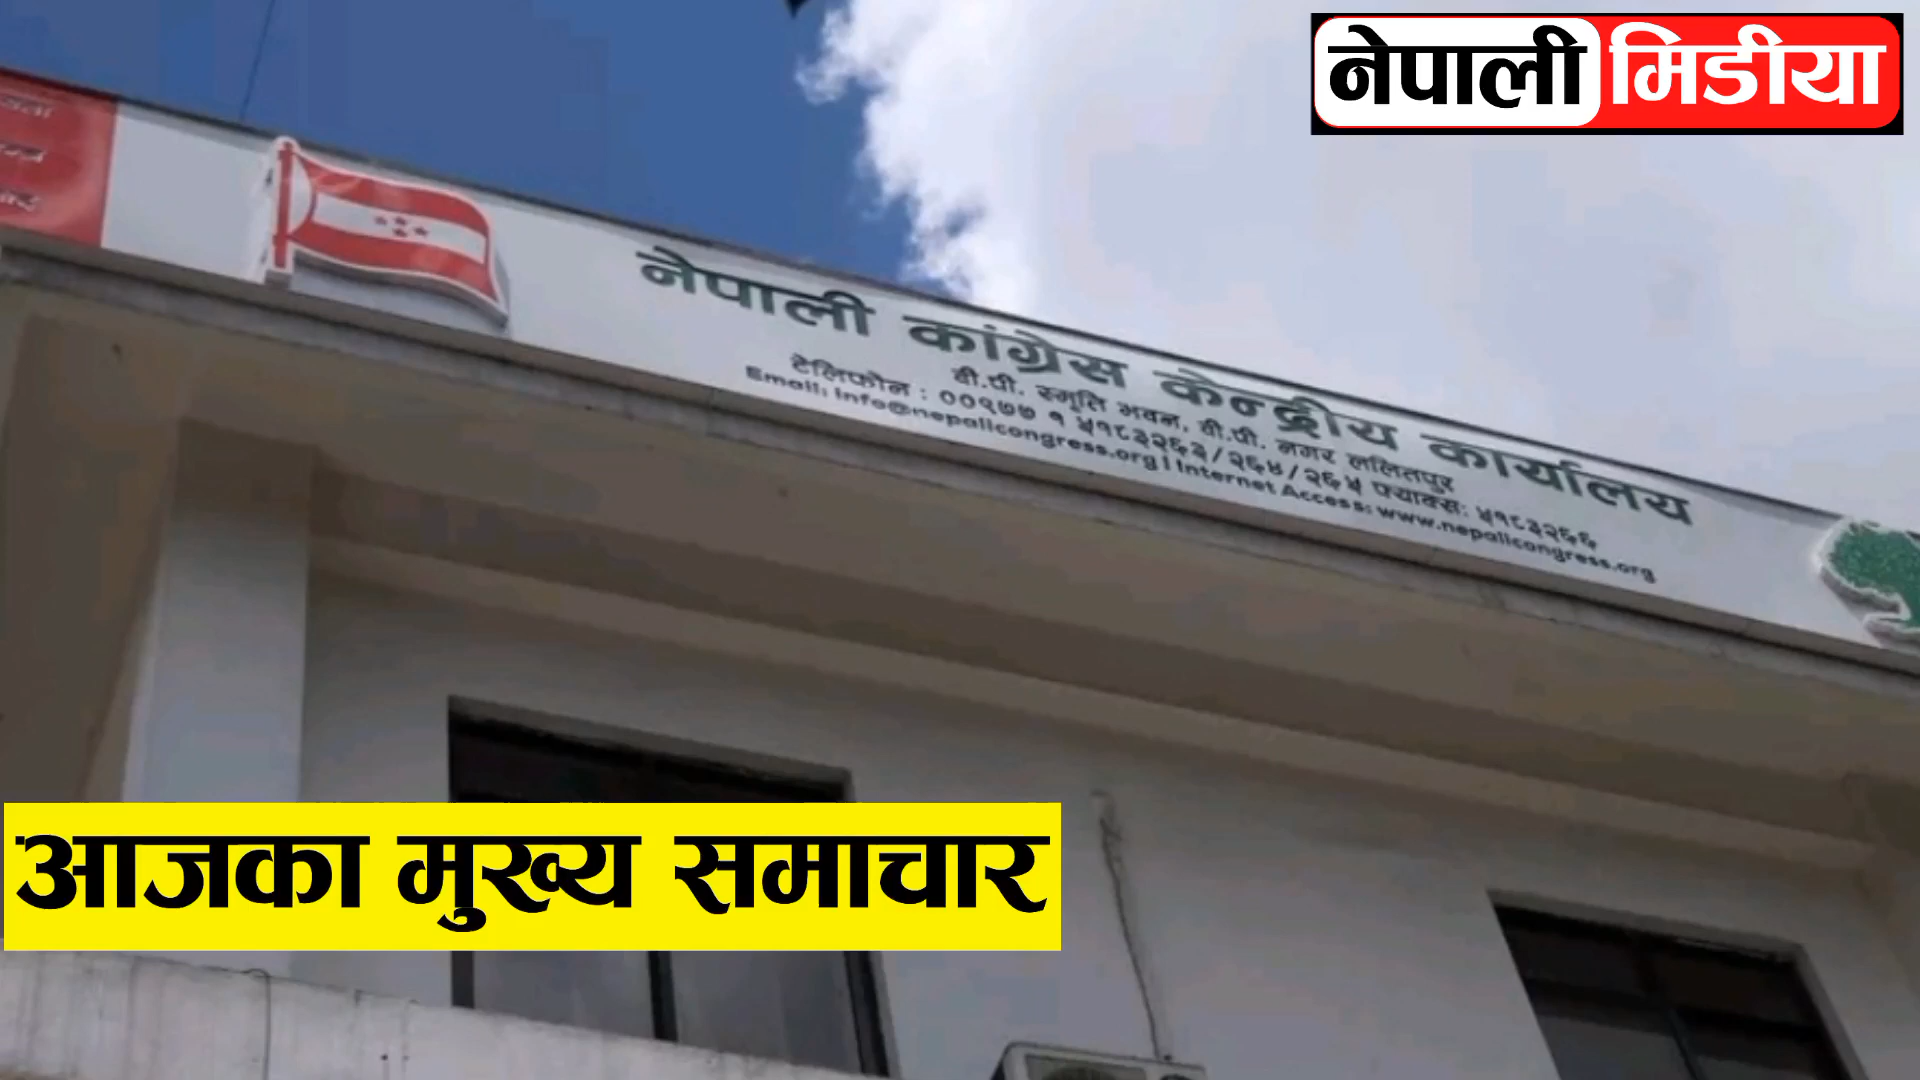 नेपाली मिडीया
नेपाली कांग्रेस केन्द्रीय कार्यालय
बी.पी. स्मृति भवन, बी.पी. नगर ललितपुर
टेलिफोन : ००९७७ १ ५१८३२६३/२६४/२६५ फ्याक्स: ५१८३२६६
Email: info@nepalicongress.org | Internet Access: www.nepalicongress.org
आजका मुख्य समाचार